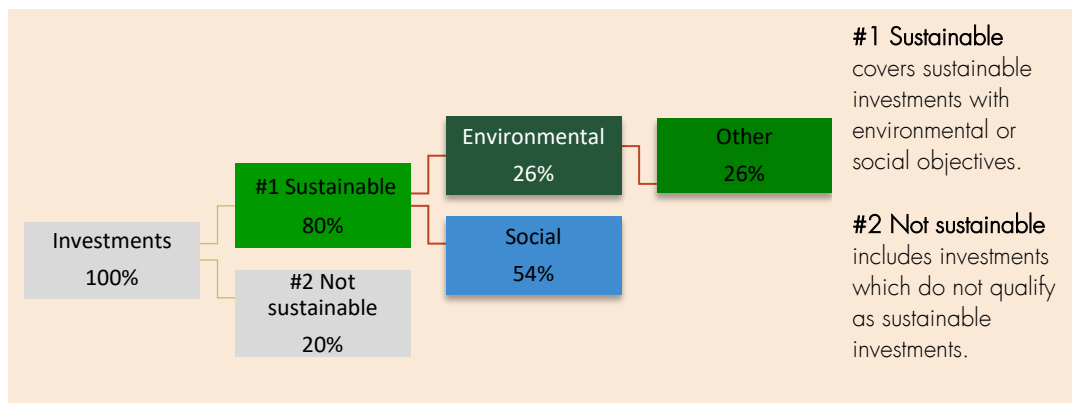 Investments
100%
#1 Sustainable
80%
#2 Not
sustainable
20%
Environmental
26%
Social
54%
Other
26%
#1 Sustainable
covers sustainable
investments with
environmental or
social objectives.
#2 Not sustainable
includes investments
which do not qualify
as sustainable
investments.